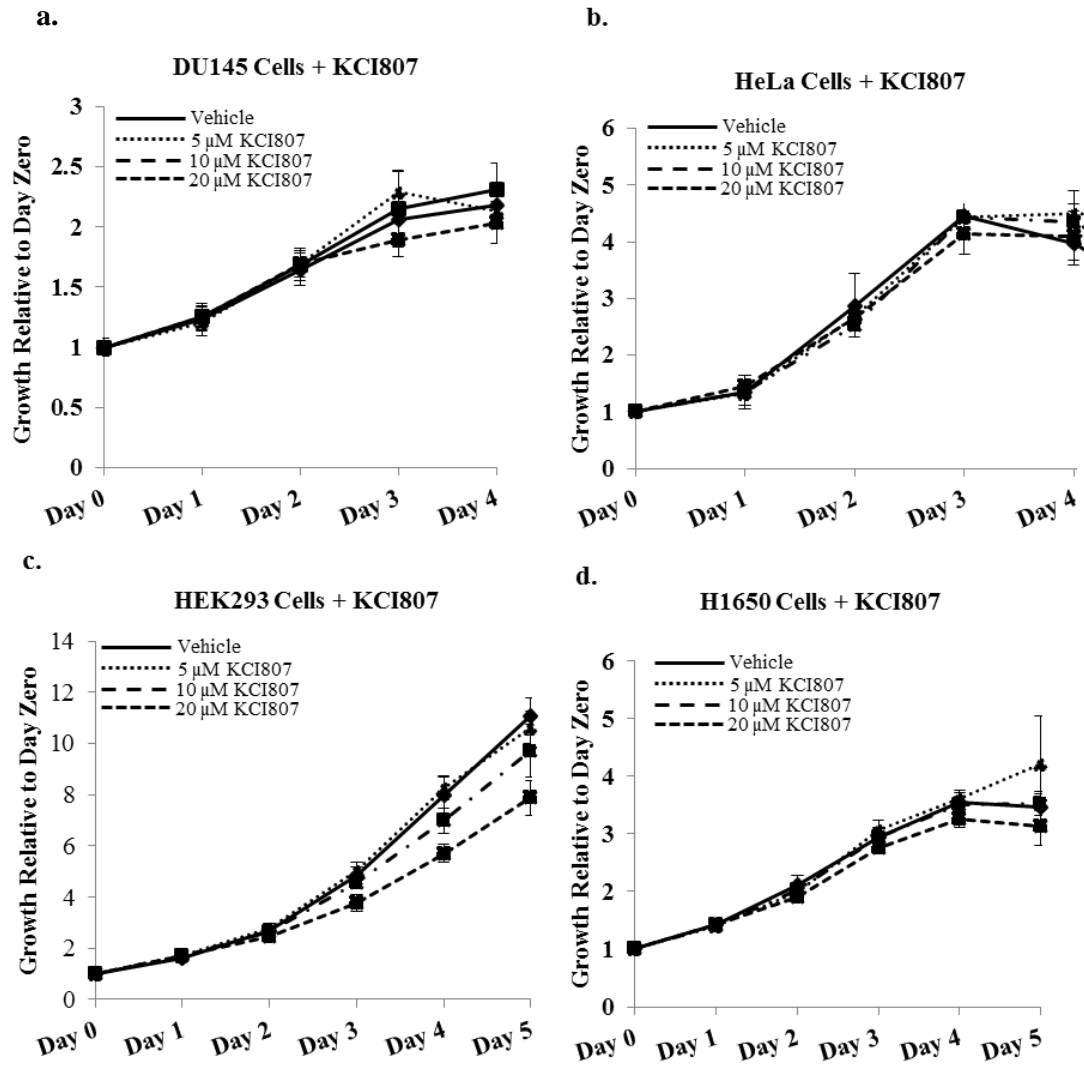 a.
DU145 Cells + KCI807
Growth Relative to Day Zero
3
2.5
2
1.5
1
0.5
0
Vehicle
5 µM KCI807
10 µM KCI807
20 µM KCI807
Day 0
Day 1
Day 2
Day 3
Day 4
b.
HeLa Cells + KCI807
Growth Relative to Day Zero
6
5
4
3
2
1
0
Vehicle
5 µM KCI807
10 µM KCI807
20 µM KCI807
Day 0
Day 1
Day 2
Day 3
Day 4
c.
HEK293 Cells + KCI807
Growth Relative to Day Zero
14
12
10
8
6
4
2
0
Vehicle
5 µM KCI807
10 µM KCI807
20 µM KCI807
Day 0
Day 1
Day 2
Day 3
Day 4
Day 5
d.
H1650 Cells + KCI807
Growth Relative to Day Zero
6
5
4
3
2
1
0
Vehicle
5 µM KCI807
10 µM KCI807
20 µM KCI807
Day 0
Day 1
Day 2
Day 3
Day 4
Day 5